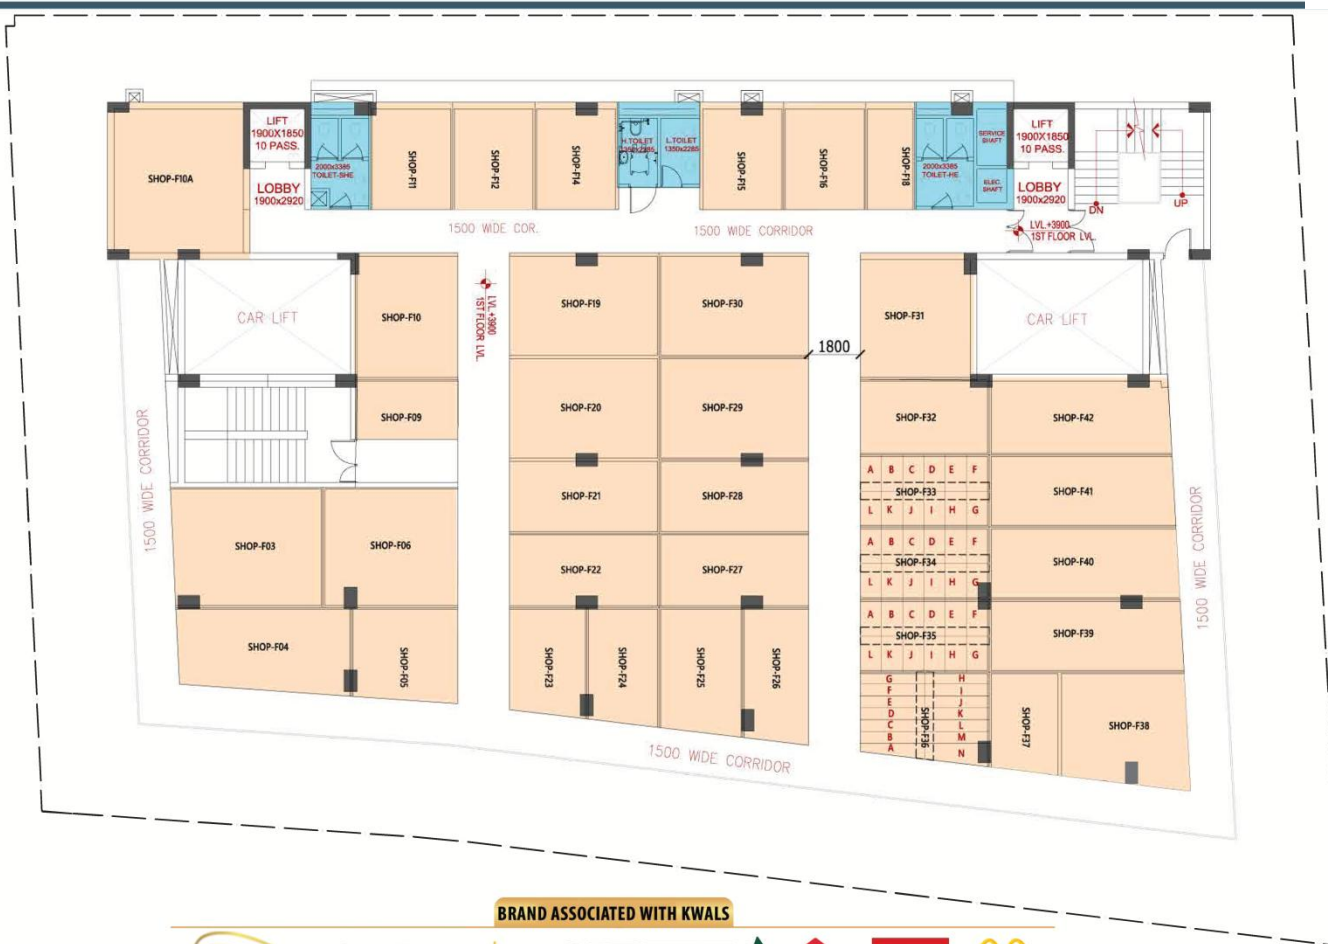 SHOP-F10A
LIFT
1900X1850
10 PASS.
LOBBY
1900x2920
2000x3385
TOILET-SHE
SHOP-F11
SHOP-F12
SHOP-F14
H.TOILET
L.TOILET
1350x2285
SHOP-F15
SHOP-F16
SHOP-F18
2000x3385
TOILET-HE
SERVICE
SHAFT
ELEC.
SHAFT
LIFT
1900X1850
10 PASS.
LOBBY
1900x2920
DN
UP
1500 WIDE COR.
1500 WIDE CORRIDOR
LVL.+3900
1ST FLOOR LVL.
CAR LIFT
SHOP-F10
LVL. +3900
1ST FLOOR LVL.
SHOP-F19
SHOP-F30
1800
SHOP-F31
CAR LIFT
SHOP-F09
SHOP-F20
SHOP-F29
SHOP-F32
SHOP-F42
1500 WIDE CORRIDOR
SHOP-F21
SHOP-F28
A B C D E F
SHOP-F33
L K J I H G
SHOP-F41
SHOP-F03
SHOP-F06
SHOP-F22
SHOP-F27
A B C D E F
SHOP-F34
L K J I H G
SHOP-F40
1500 WIDE CORRIDOR
SHOP-F04
SHOP-F05
SHOP-F23
SHOP-F24
SHOP-F25
SHOP-F26
A B C D E F
SHOP-F35
L K J I H G
SHOP-F39
G
F
E
D
C
B
A
SHOP-F36
H
I
J
K
L
M
N
SHOP-F37
SHOP-F38
1500 WIDE CORRIDOR
BRAND ASSOCIATED WITH KWALS